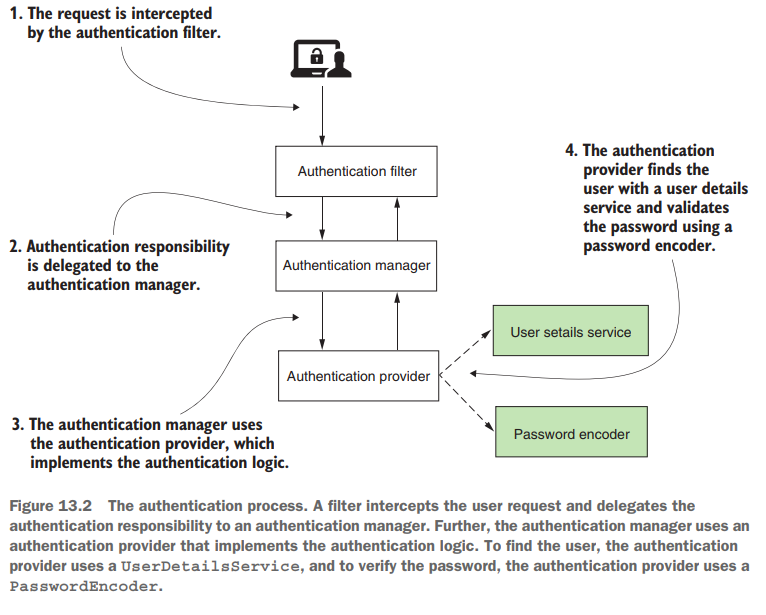 1. The request is intercepted
by the authentication filter.
Authentication filter
4. The authentication
provider finds the
user with a user details
service and validates
the password using a
password encoder.
2. Authentication responsibility
is delegated to the
authentication manager.
Authentication manager
User setails service
Authentication provider
3. The authentication manager uses
the authentication provider, which
implements the authentication logic.
Password encoder
Figure 13.2 The authentication process. A filter intercepts the user request and delegates the
authentication responsibility to an authentication manager. Further, the authentication manager uses an
authentication provider that implements the authentication logic. To find the user, the authentication
provider uses a UserDetailsService, and to verify the password, the authentication provider uses a
PasswordEncoder.